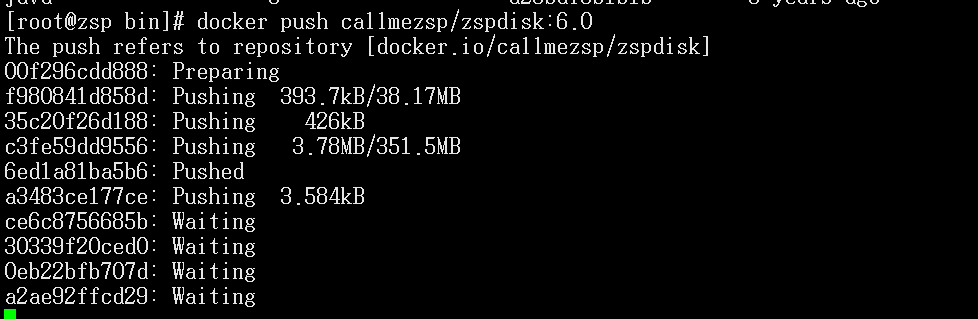 [root@zsp bin]# docker push callmezsp/zspdisk:6.0
The push refers to repository [docker.io/callmezsp/zspdisk]
00f296cdd888: Preparing
f980841d858d: Pushing  393.7kB/38.17MB
35c20f26d188: Pushing    426kB
c3fe59dd9556: Pushing   3.78MB/351.5MB
6ed1a81ba5b6: Pushed
a3483ce177ce: Pushing  3.584kB
ce6c8756685b: Waiting
30339f20ced0: Waiting
0eb22bfb707d: Waiting
a2ae92ffcd29: Waiting